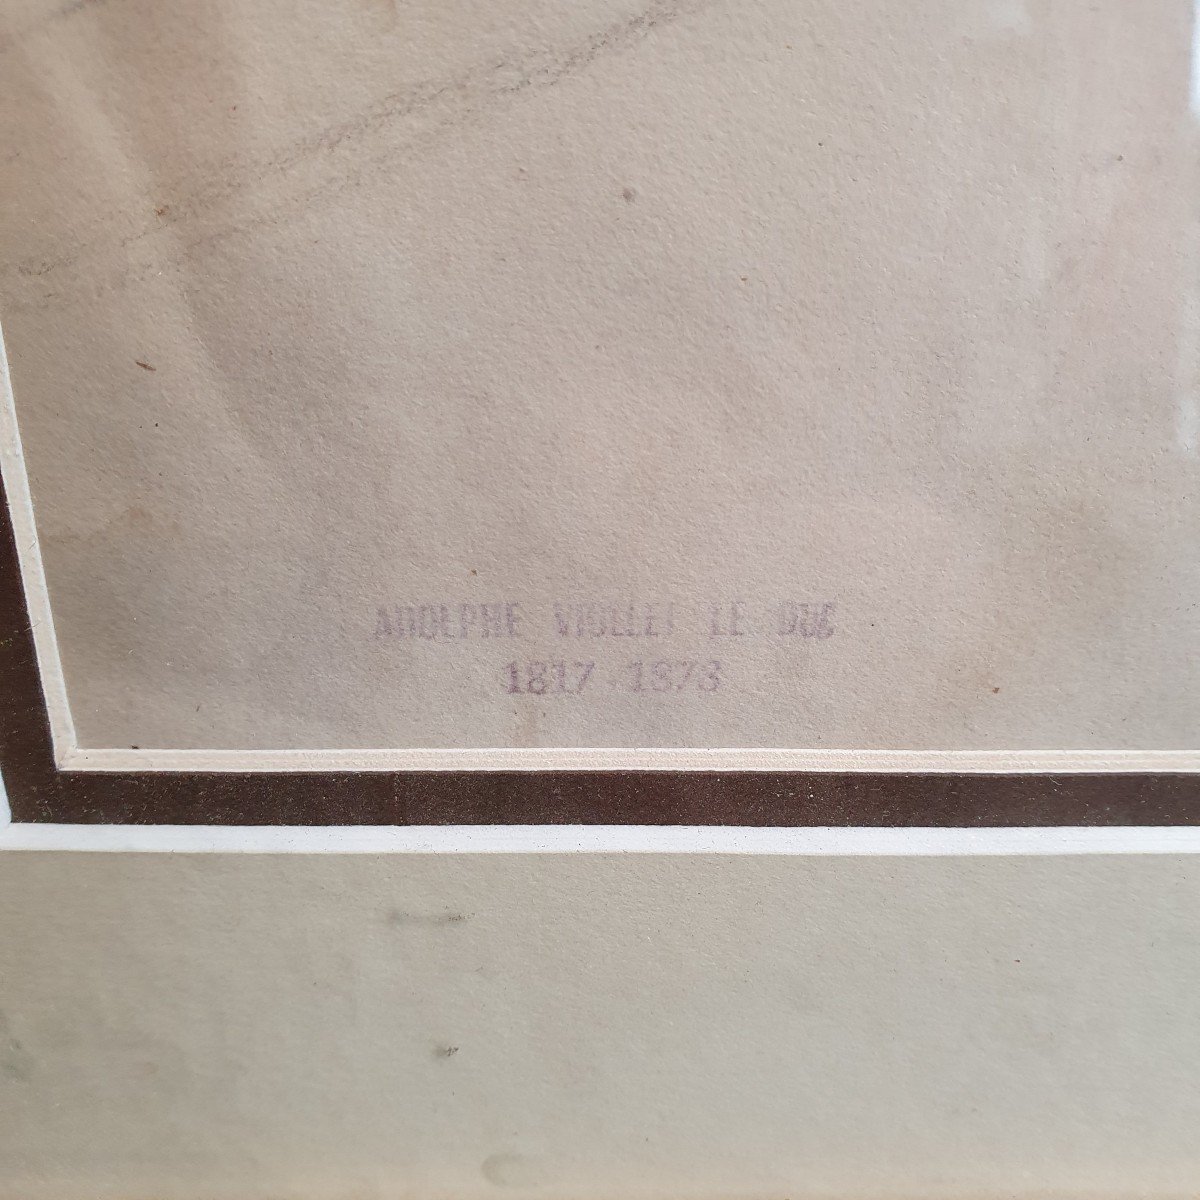 ADOLPHE VIOLLET LE DUC
1817-1878